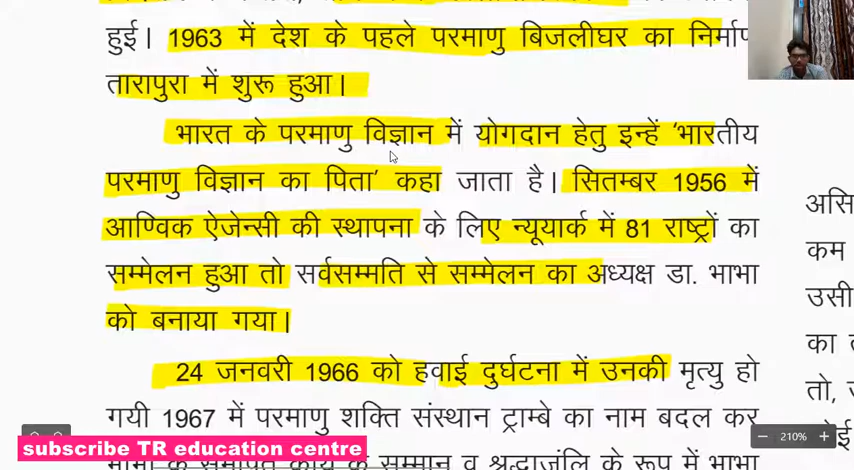 हुई। 1963 में देश के पहले परमाणु बिजलीघर का निर्माण
तारापुरा में शुरू हुआ।
भारत के परमाणु विज्ञान में योगदान हेतु इन्हें 'भारतीय
परमाणु विज्ञान का पिता' कहा जाता है। सितम्बर 1956 में
आण्विक ऐजेन्सी की स्थापना के लिए न्यूयार्क में 81 राष्ट्रों का
सम्मेलन हुआ तो सर्वसम्मति से सम्मेलन का अध्यक्ष डा. भाभा
को बनाया गया।
24 जनवरी 1966 को हवाई दुर्घटना में उनकी मृत्यु हो
गयी 1967 में परमाणु शक्ति संस्थान ट्राम्बे का नाम बदल कर
के सम्मान व श्रद्धाजंलि के रूप में भाभा
कम
उसी
का
तो,
210%
subscribe TR education centre